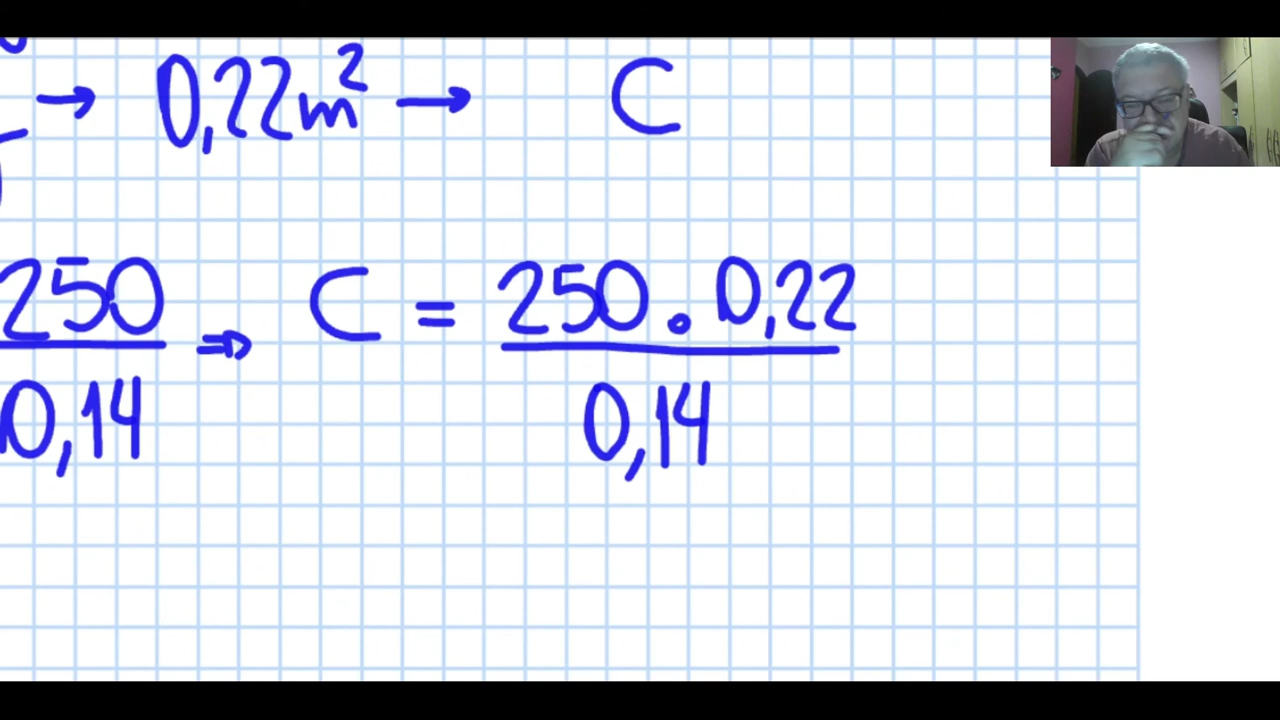 → 0,22m² → C
250 ⇒ C = 250 . 0,22
0,14 0,14